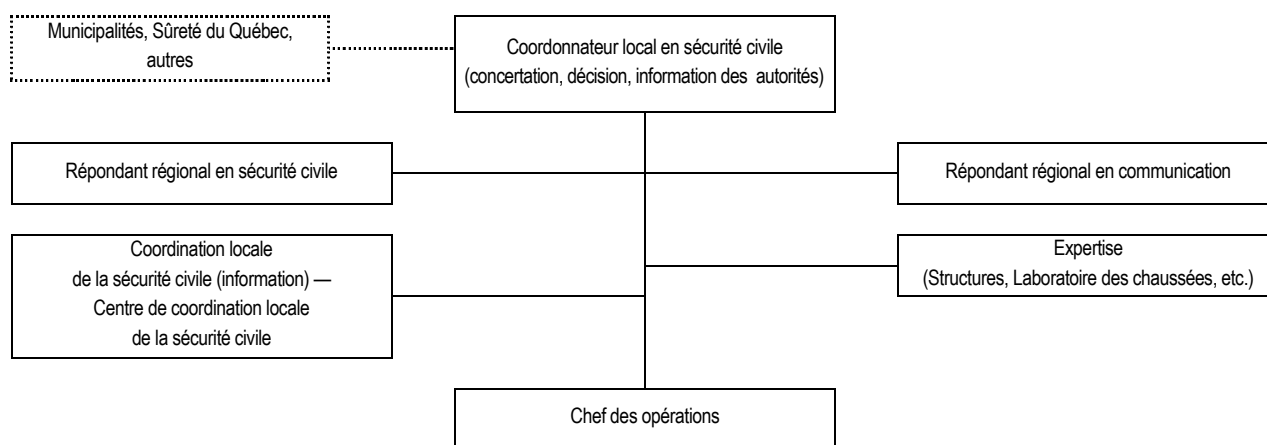 Municipalités, Sûreté du Québec,
autres
Coordonnateur local en sécurité civile
(concertation, décision, information des autorités)
Répondant régional en sécurité civile
Répondant régional en communication
Coordination locale
de la sécurité civile (information) —
Centre de coordination locale
de la sécurité civile
Expertise
(Structures, Laboratoire des chaussées, etc.)
Chef des opérations